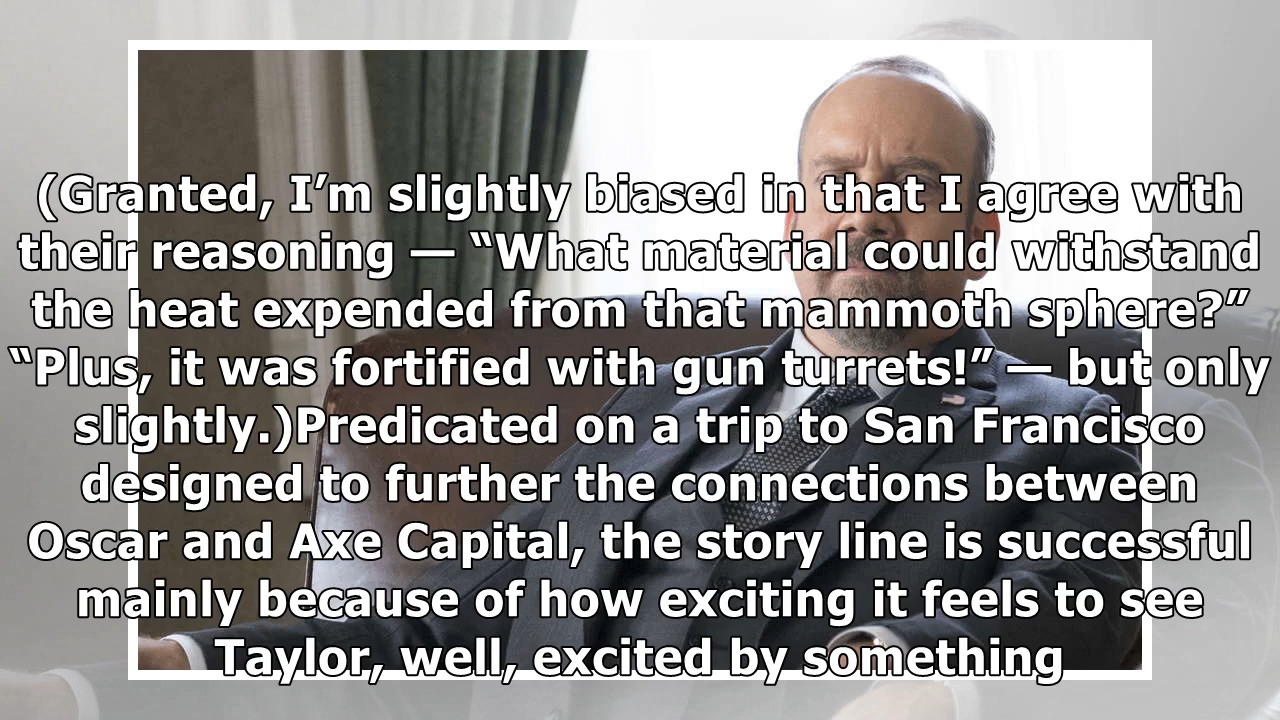 (Granted, I’m slightly biased in that I agree with
their reasoning — “What material could withstand
the heat expended from that mammoth sphere?”
“Plus, it was fortified with gun turrets!” — but only
slightly.)Predicated on a trip to San Francisco
designed to further the connections between
Oscar and Axe Capital, the story line is successful
mainly because of how exciting it feels to see
Taylor, well, excited by something